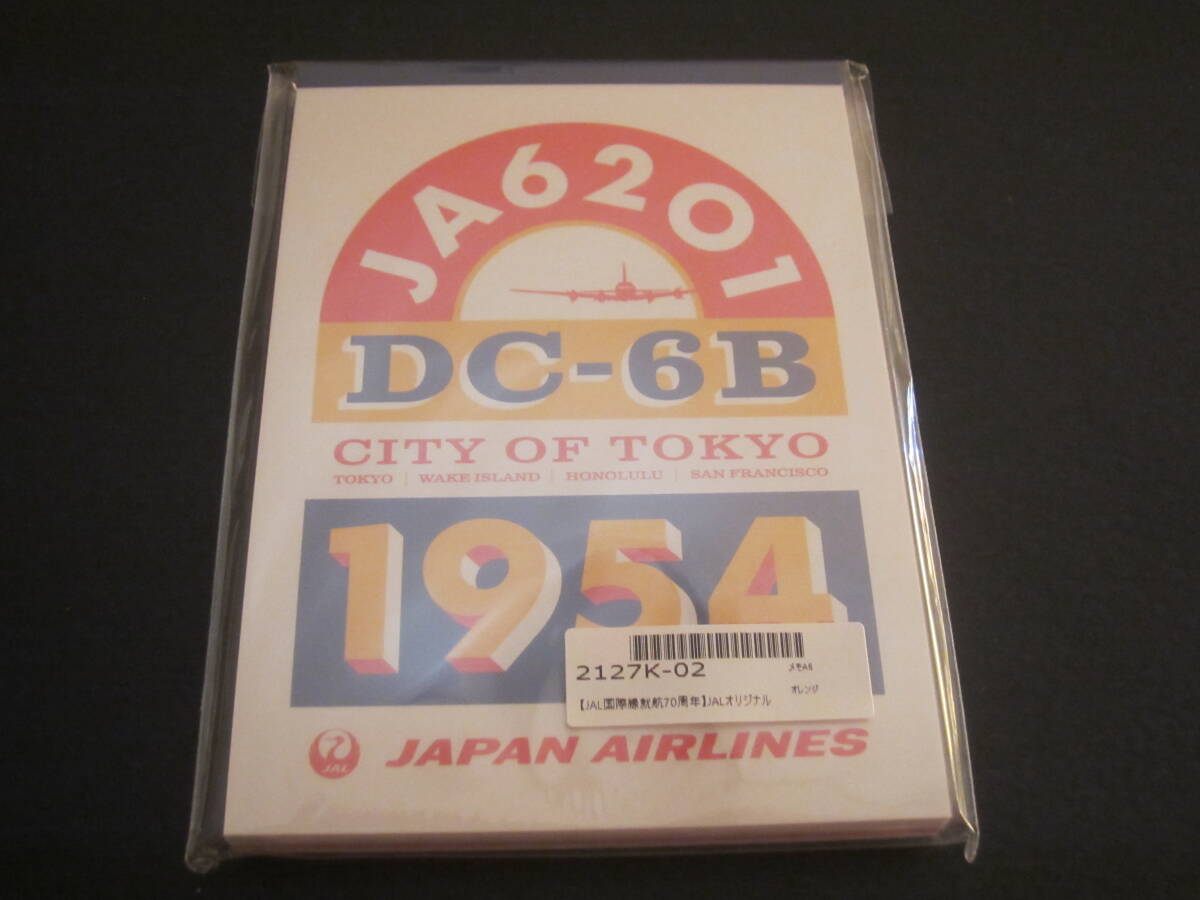 JA6201
DC-6B
CITY OF TOKYO
TOKYO | WAKE ISLAND | HONOLULU | SAN FRANCISCO
1954
2127K-02
メモA6
オレンジ
【JAL国際線就航70周年】JALオリジナル
JAL
JAPAN AIRLINES